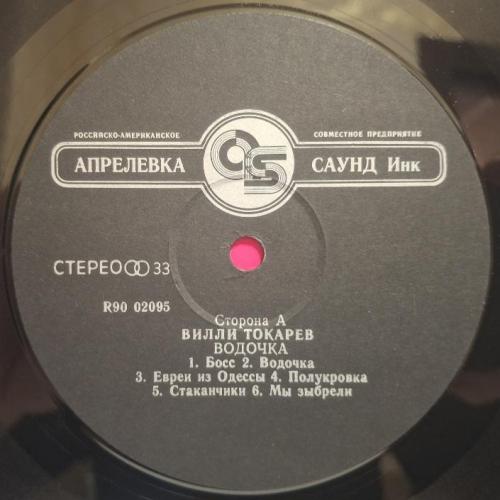 РОССИЙСКО-АМЕРИКАНСКОЕ СОВМЕСТНОЕ ПРЕДПРИЯТИЕ
АПРЕЛЕВКА САУНД Инк
СТЕРЕО 33
R90 02095
Сторона А
ВИЛЛИ ТОКАРЕВ
ВОДОЧКА
1. Босс 2. Водочка
3. Евреи из Одессы 4. Полукровка
5. Стаканчики 6. Мы зыбрели